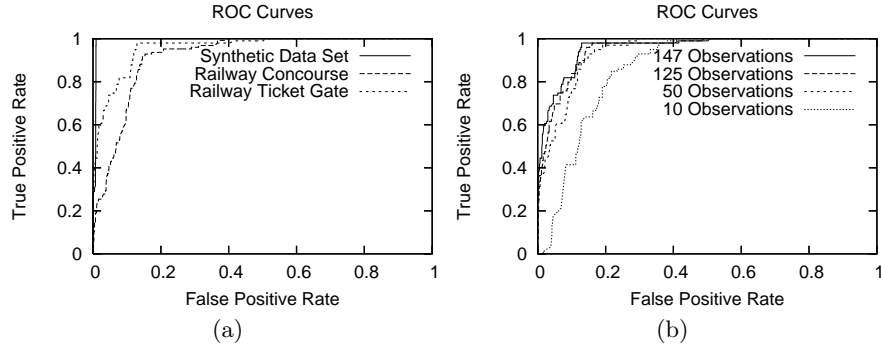 ROC Curves
1
0.8
0.6
0.4
0.2
0
True Positive Rate
Synthetic Data Set
Railway Concourse
Railway Ticket Gate
0 0.2 0.4 0.6 0.8 1
False Positive Rate
(a)
ROC Curves
1
0.8
0.6
0.4
0.2
0
True Positive Rate
147 Observations
125 Observations
50 Observations
10 Observations
0 0.2 0.4 0.6 0.8 1
False Positive Rate
(b)